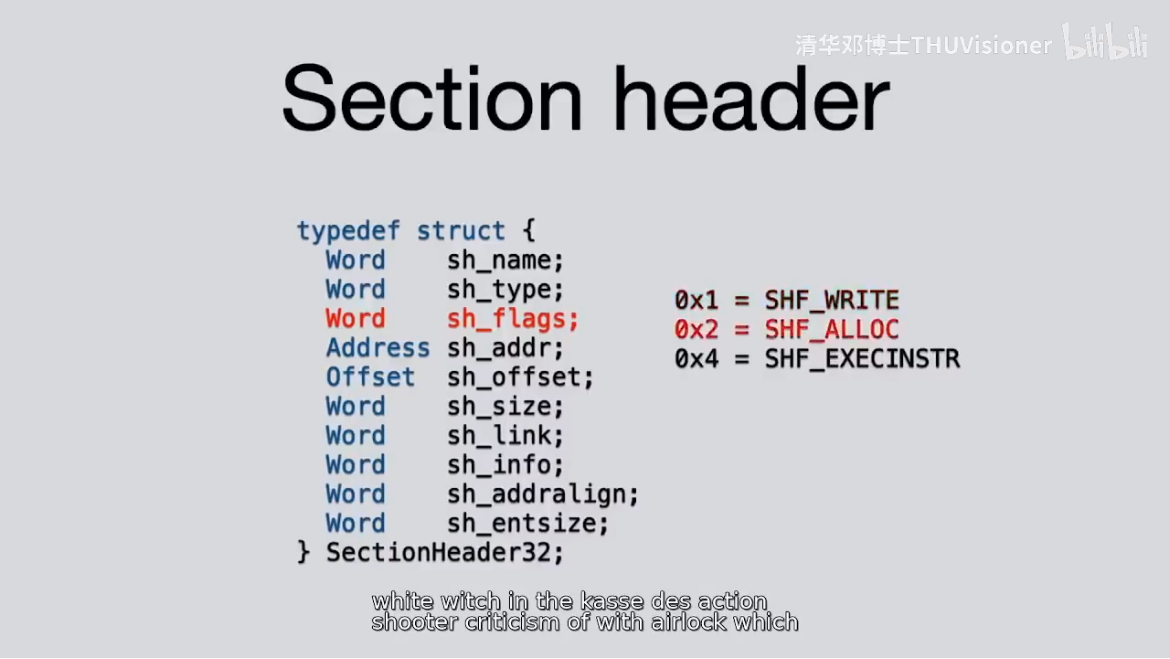 清华邓博士THUVisioner bilibili
Section header
typedef struct {
Word sh_name;
Word sh_type;
Word sh_flags;
Address sh_addr;
Offset sh_offset;
Word sh_size;
Word sh_link;
Word sh_info;
Word sh_addralign;
Word sh_entsize;
} SectionHeader32;
0x1 = SHF_WRITE
0x2 = SHF_ALLOC
0x4 = SHF_EXECINSTR
white witch in the kasse des action
shooter criticism of with airlock which